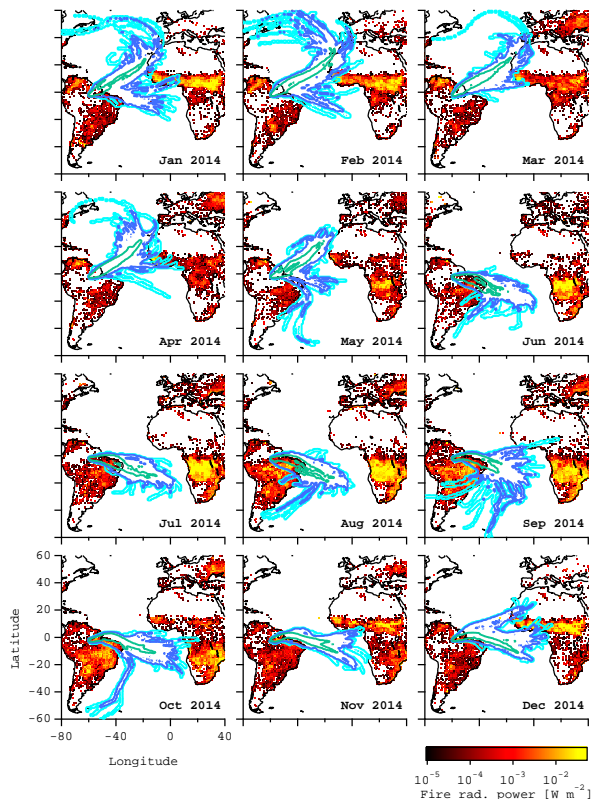 Jan 2014
Feb 2014
Mar 2014
Apr 2014
May 2014
Jun 2014
Jul 2014
Aug 2014
Sep 2014
60
40
20
0
-20
-40
-60
Latitude
Oct 2014
Nov 2014
Dec 2014
-80 -40 0 40
Longitude
10⁻⁵ 10⁻⁴ 10⁻³ 10⁻²
Fire rad. power [W m⁻²]